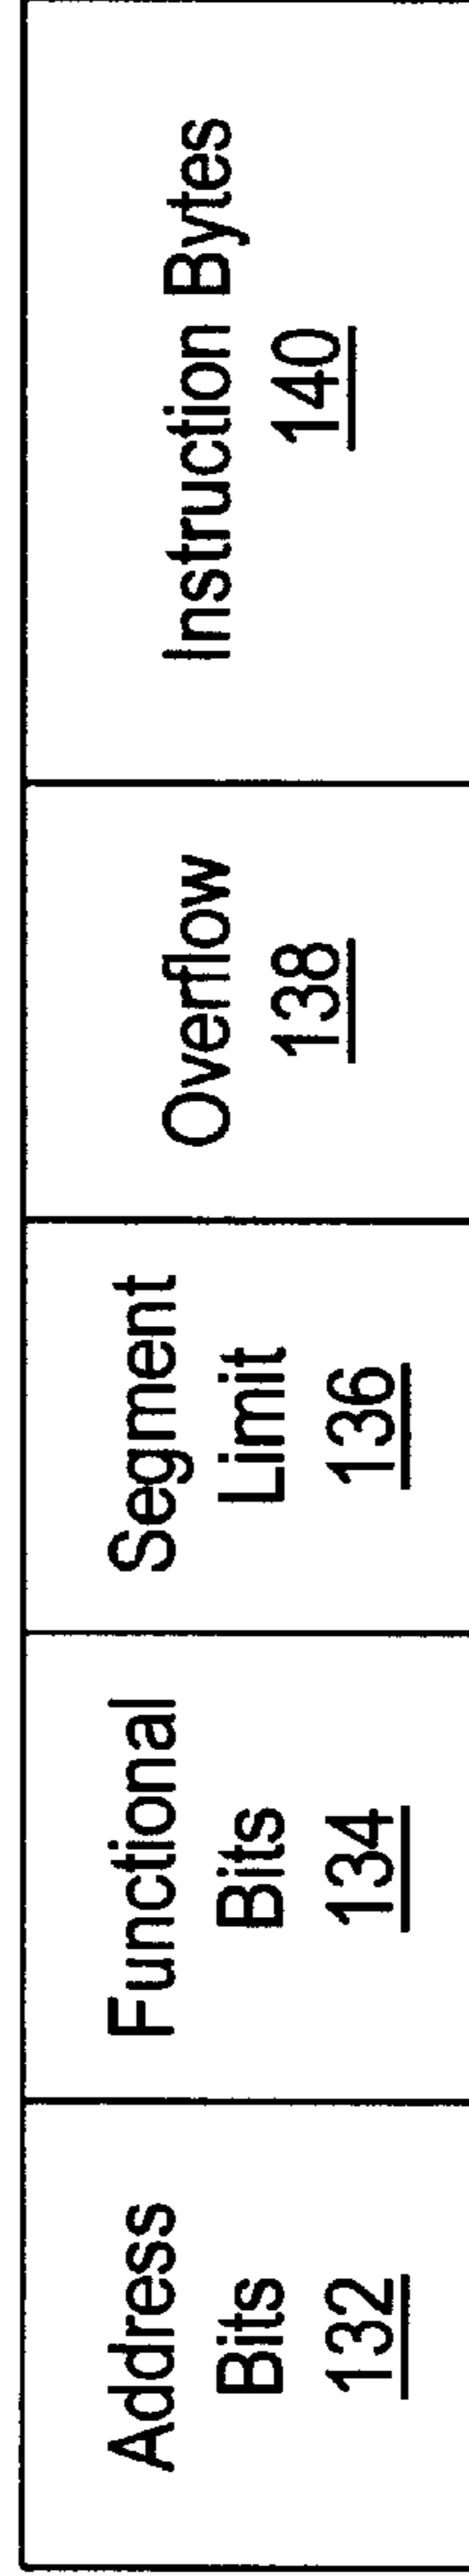 Address
Bits
132
Functional
Bits
134
Segment
Limit
136
Overflow
138
Instruction Bytes
140